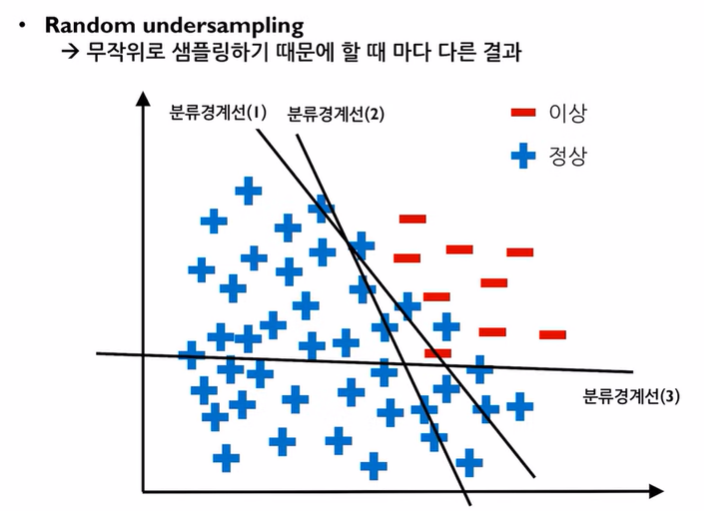 • Random undersampling
→ 무작위로 샘플링하기 때문에 할 때 마다 다른 결과
분류경계선(1) 분류경계선(2)
이상
정상
분류경계선(3)